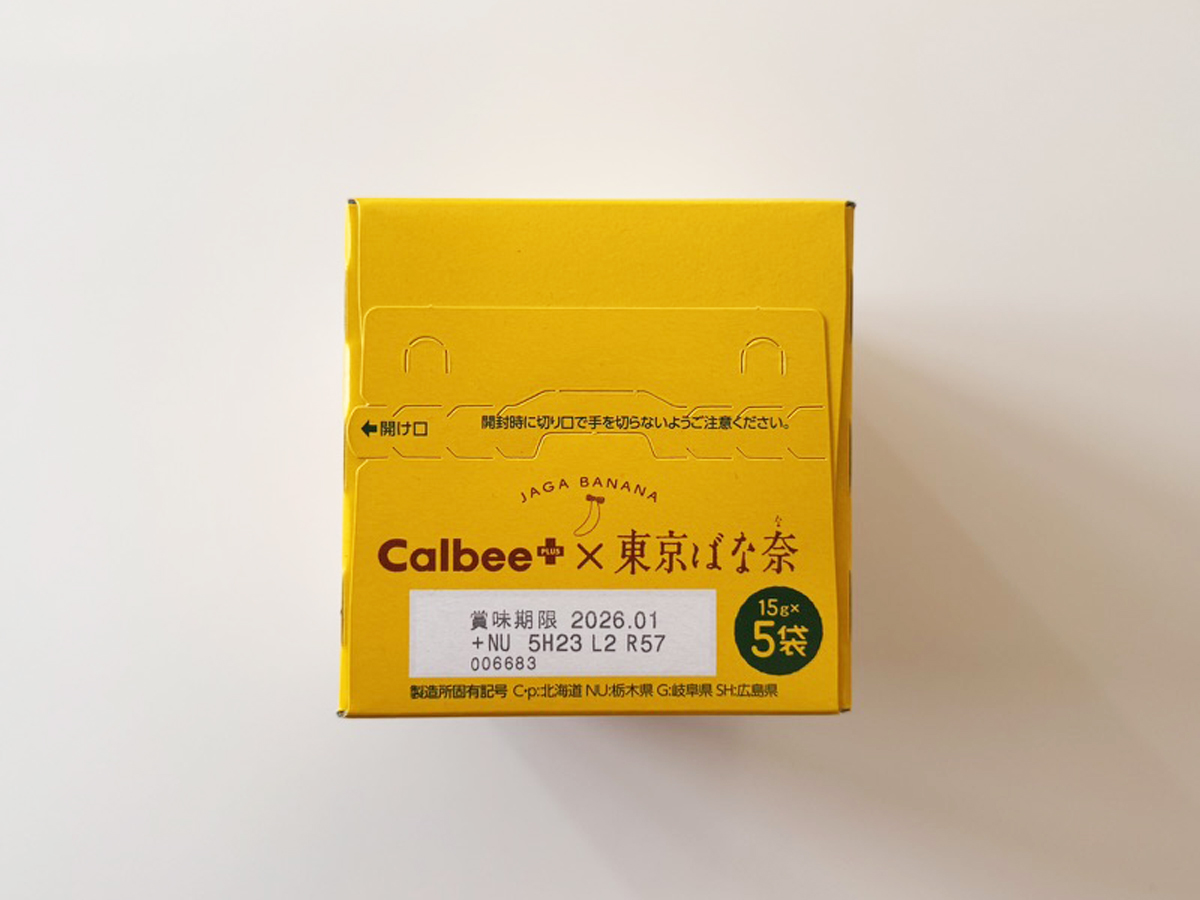 ←開け口
開封時に切り口で手を切らないようご注意ください。
JAGA BANANA
Calbee PLUS × 東京ばな奈
な
賞味期限 2026.01
+NU 5H23 L2 R57
006683
15g×
5袋
製造所固有記号 C・p:北海道 NU:栃木県 G:岐阜県 SH:広島県